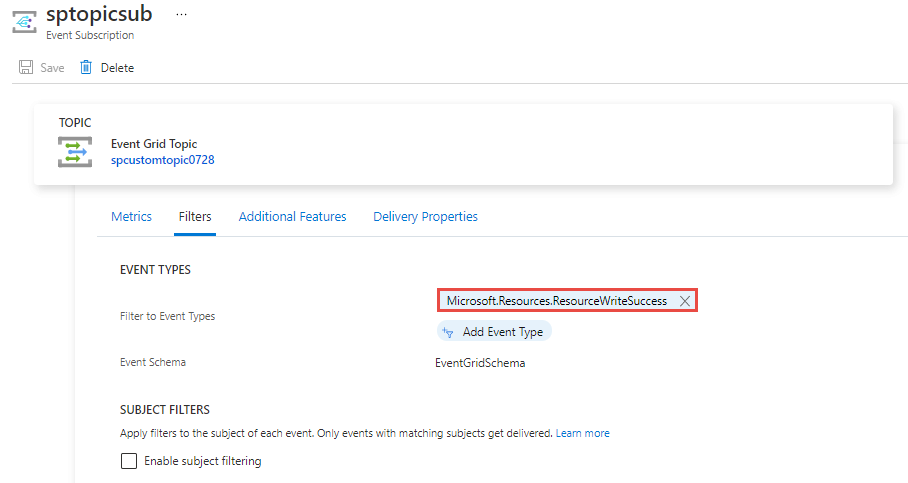 sptopicsub ...
Event Subscription
Save Delete
TOPIC
Event Grid Topic
spcustomtopic0728
Metrics Filters Additional Features Delivery Properties
EVENT TYPES
Filter to Event Types
Microsoft.Resources.ResourceWriteSuccess
Add Event Type
Event Schema EventGridSchema
SUBJECT FILTERS
Apply filters to the subject of each event. Only events with matching subjects get delivered. Learn more
Enable subject filtering